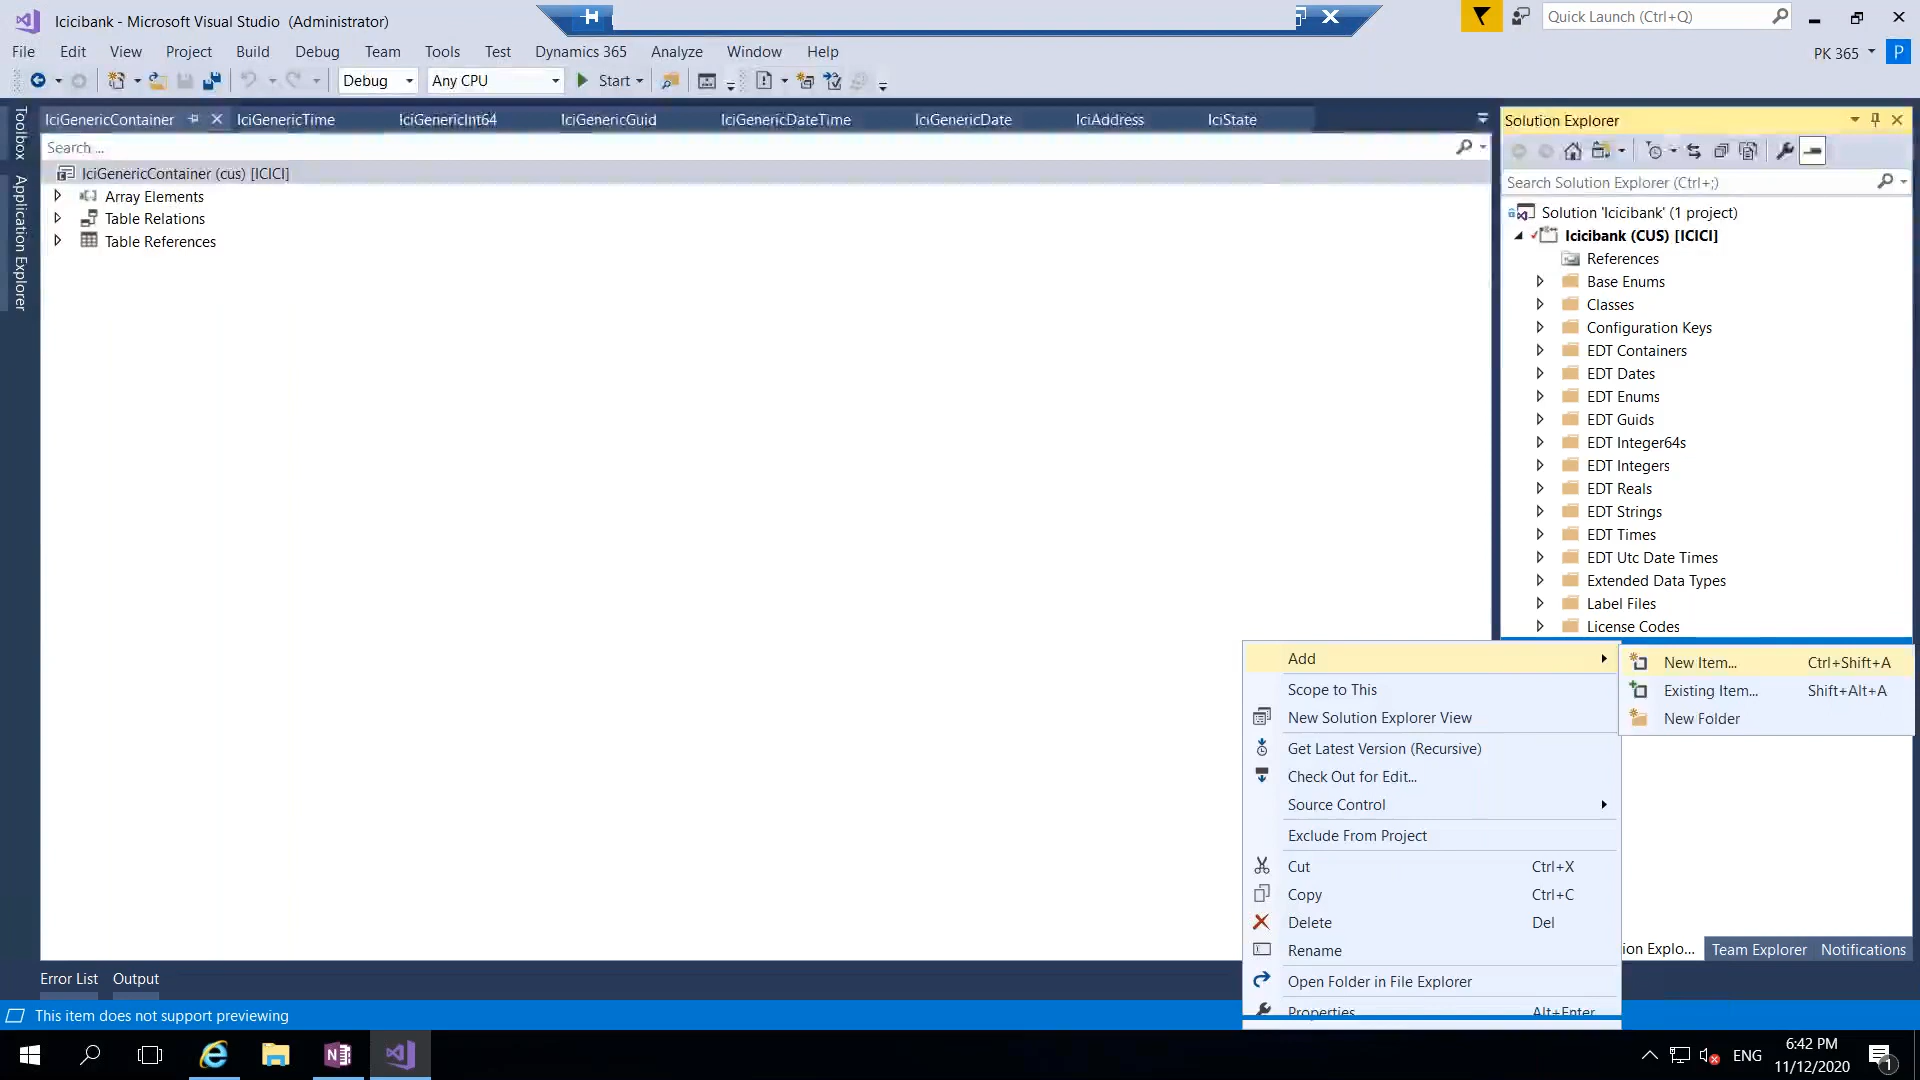 Icicibank - Microsoft Visual Studio (Administrator)
Quick Launch (Ctrl+Q)
File Edit View Project Build Debug Team Tools Test Dynamics 365 Analyze Window Help
PK 365
P
Debug Any CPU Start
Toolbox
Application Explorer
IciGenericContainer IciGenericTime IciGenericInt64 IciGenericGuid IciGenericDateTime IciGenericDate IciAddress IciState
Search ...
IciGenericContainer (cus) [ICICI]
Array Elements
Table Relations
Table References
Solution Explorer
Search Solution Explorer (Ctrl+;)
Solution 'Icicibank' (1 project)
Icicibank (CUS) [ICICI]
References
Base Enums
Classes
Configuration Keys
EDT Containers
EDT Dates
EDT Enums
EDT Guids
EDT Integer64s
EDT Integers
EDT Reals
EDT Strings
EDT Times
EDT Utc Date Times
Extended Data Types
Label Files
License Codes
Add
Scope to This
New Solution Explorer View
Get Latest Version (Recursive)
Check Out for Edit...
Source Control
Exclude From Project
Cut Ctrl+X
Copy Ctrl+C
Delete Del
Rename
Open Folder in File Explorer
Properties Alt+Enter
New Item... Ctrl+Shift+A
Existing Item... Shift+Alt+A
New Folder
ion Explo... Team Explorer Notifications
Error List Output
This item does not support previewing
ENG
6:42 PM
11/12/2020
1